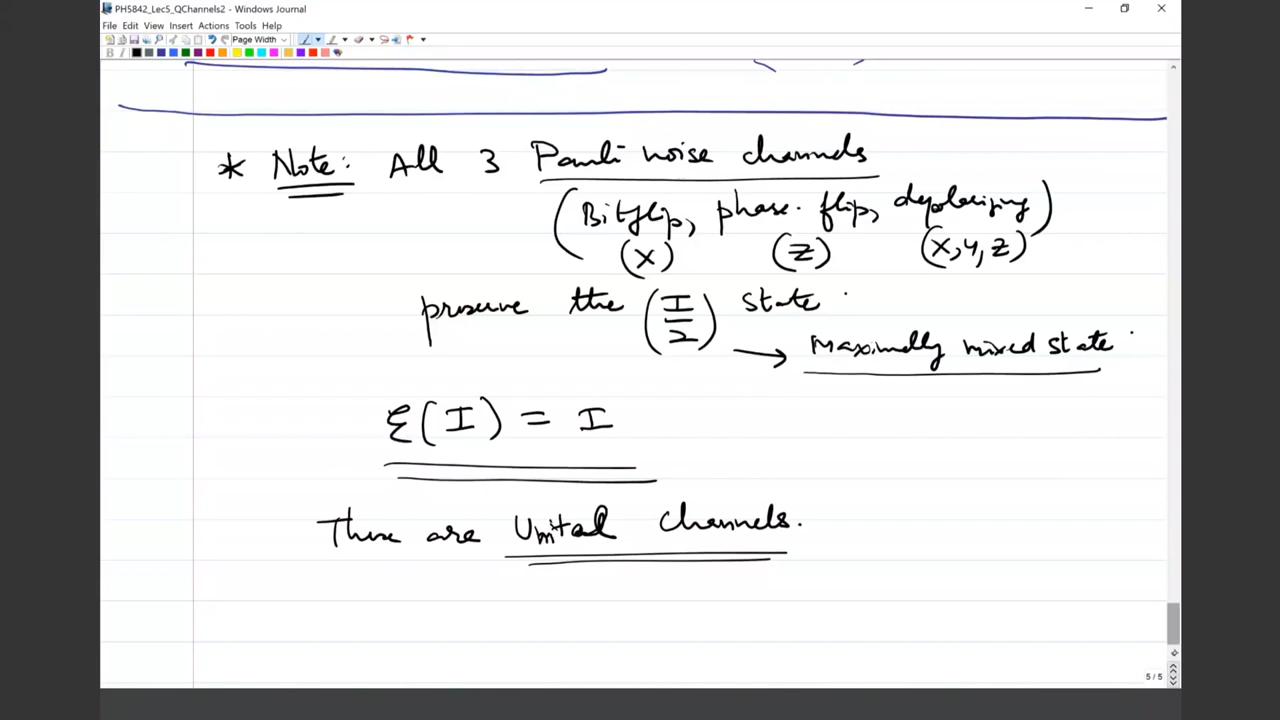 PH5842_Lec5_QChannels2 - Windows Journal
File Edit View Insert Actions Tools Help
Page Width
B I
* Note: All 3 Pauli noise channels
(Bitflip, phase-flip, depolarizing)
(X) (Z) (X,Y,Z)
preserve the (I/2) state.
→ Maximally mixed state.
ξ(I) = I
These are Unital channels.
5 / 5